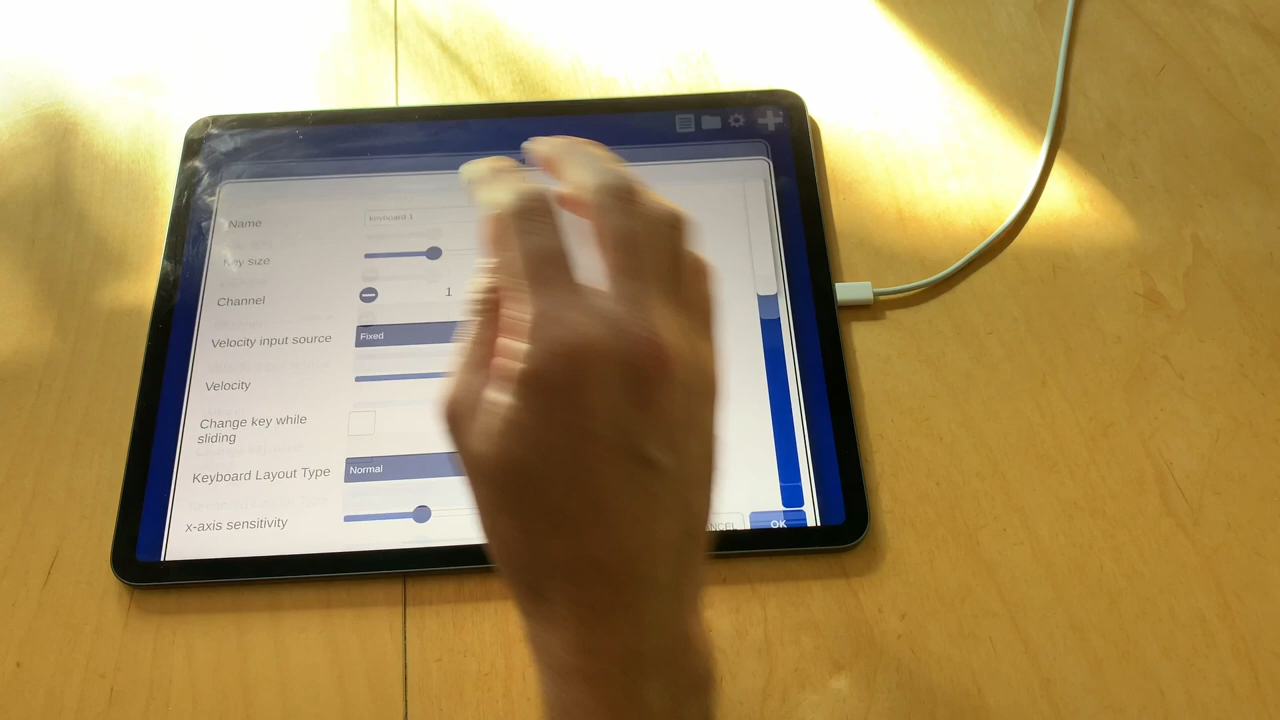 Name
keyboard 1
Key size
Channel
1
Velocity input source
Fixed
Velocity
Change key while
sliding
Keyboard Layout Type
Normal
x-axis sensitivity
ANCEL
OK